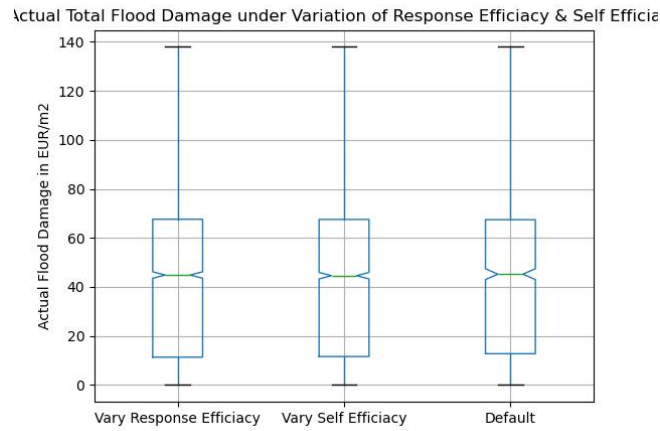 Actual Total Flood Damage under Variation of Response Efficiacy & Self Efficia
140
120
100
80
60
40
20
0
Actual Flood Damage in EUR/m2
Vary Response Efficiacy Vary Self Efficiacy Default